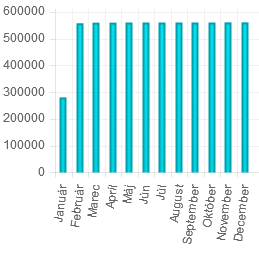 600000
500000
400000
300000
200000
100000
0
Január
Február
Marec
Apríl
Máj
Jún
Júl
August
September
Október
November
December